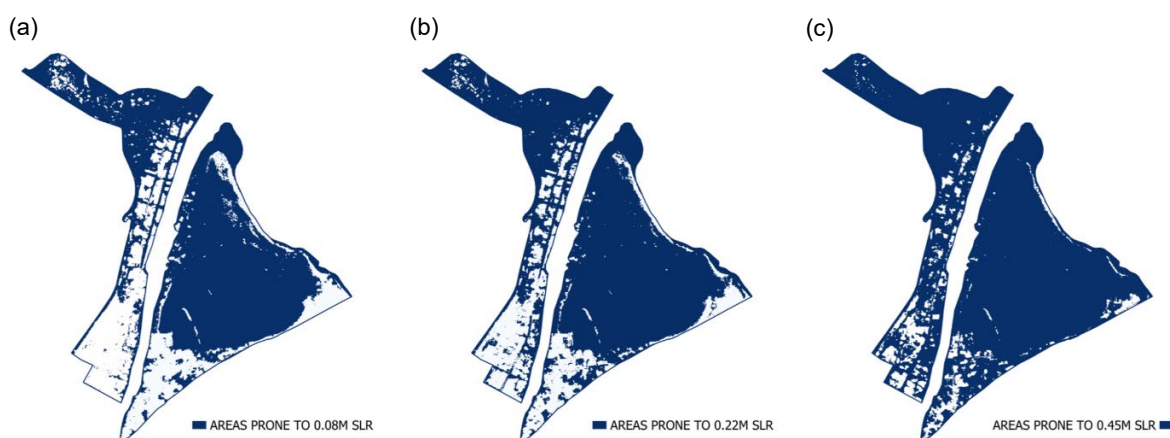 (a)
(b)
(c)
AREAS PRONE TO 0.08M SLR
AREAS PRONE TO 0.22M SLR
AREAS PRONE TO 0.45M SLR